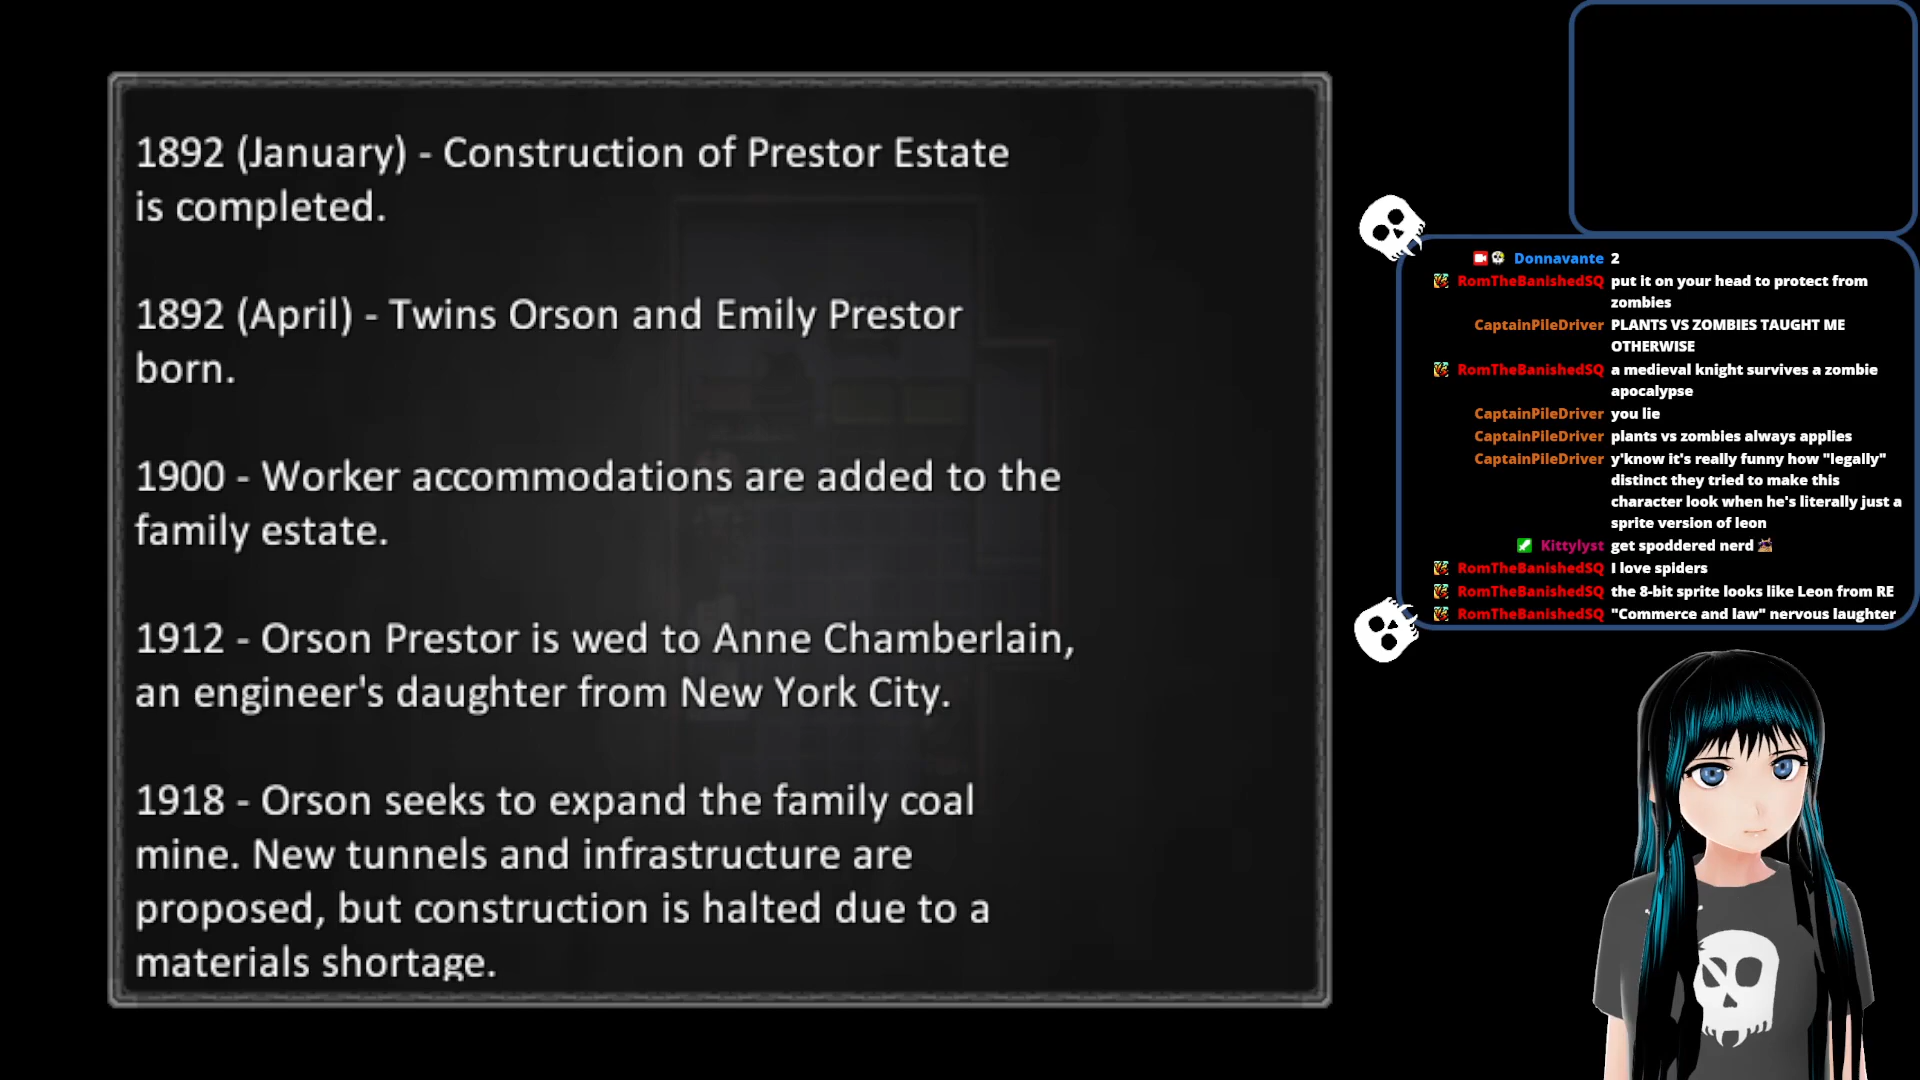 1892 (January) - Construction of Prestor Estate
is completed.
1892 (April) - Twins Orson and Emily Prestor
born.
1900 - Worker accommodations are added to the
family estate.
1912 - Orson Prestor is wed to Anne Chamberlain,
an engineer's daughter from New York City.
1918 - Orson seeks to expand the family coal
mine. New tunnels and infrastructure are
proposed, but construction is halted due to a
materials shortage.
Donnavante 2
RomTheBanishedSQ put it on your head to protect from
zombies
CaptainPileDriver PLANTS VS ZOMBIES TAUGHT ME
OTHERWISE
RomTheBanishedSQ a medieval knight survives a zombie
apocalypse
CaptainPileDriver you lie
CaptainPileDriver plants vs zombies always applies
CaptainPileDriver y'know it's really funny how "legally"
distinct they tried to make this
character look when he's literally just a
sprite version of leon
Kittylyst get spoddered nerd
RomTheBanishedSQ I love spiders
RomTheBanishedSQ the 8-bit sprite looks like Leon from RE
RomTheBanishedSQ "Commerce and law" nervous laughter